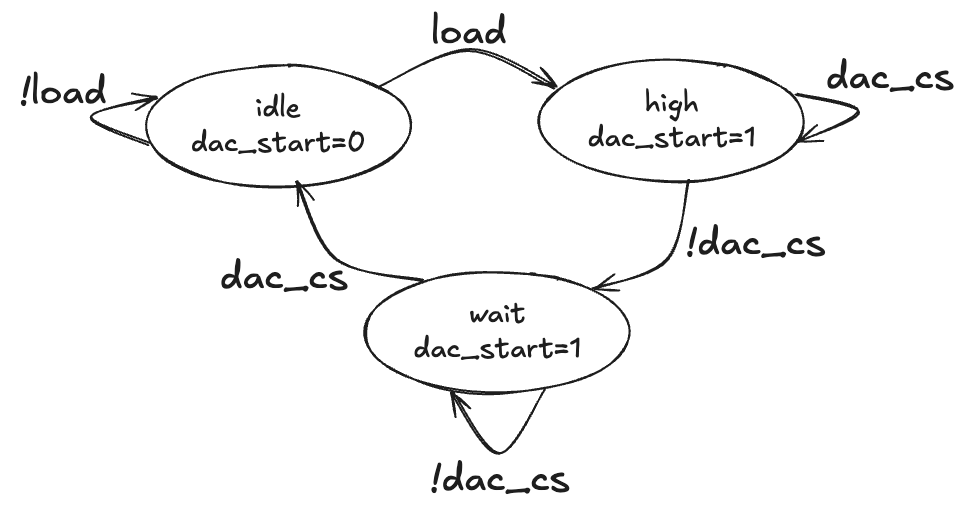 load
!load
idle
dac_start=0
high
dac_start=1
dac_cs
!dac_cs
dac_cs
wait
dac_start=1
!dac_cs